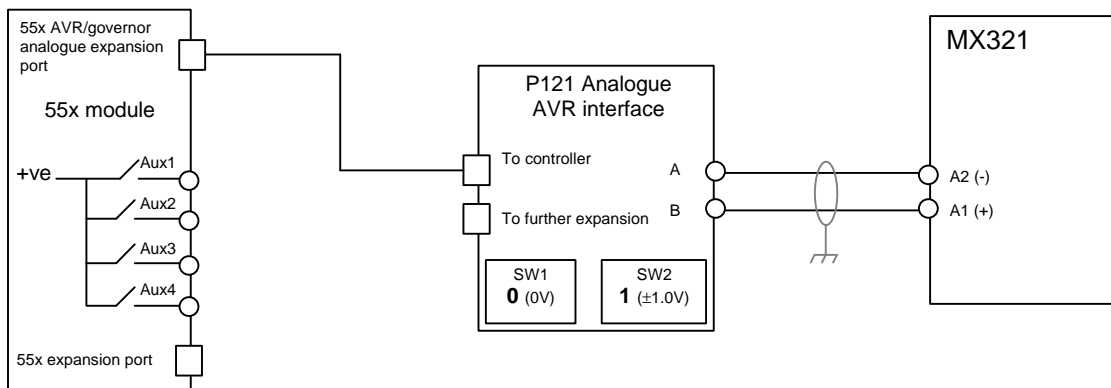 55x AVR/governor
analogue expansion
port
55x module
+ve
Aux1
Aux2
Aux3
Aux4
55x expansion port
P121 Analogue
AVR interface
To controller
A
To further expansion
B
SW1
0 (0V)
SW2
1 (±1.0V)
MX321
A2 (-)
A1 (+)